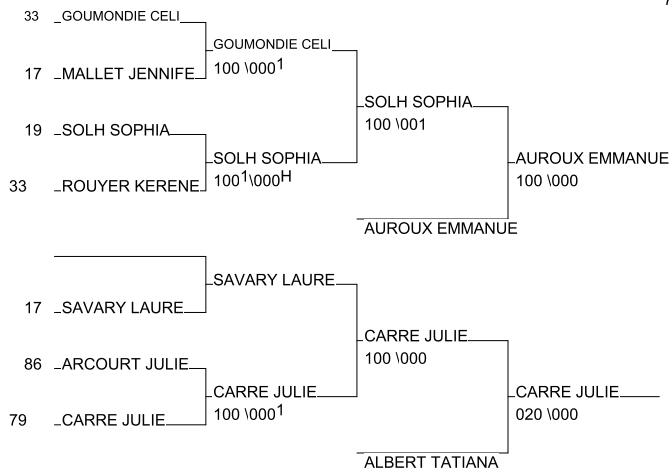 33 GOUMONDIE CELI
GOUMONDIE CELI
100 \0001
17 MALLET JENNIFE
SOLH SOPHIA
100 \001
19 SOLH SOPHIA
SOLH SOPHIA
1001\000H
AUROUX EMMANUE
100 \000
33 ROUYER KERENE
AUROUX EMMANUE
SAVARY LAURE
17 SAVARY LAURE
CARRE JULIE
100 \000
86 ARCOURT JULIE
CARRE JULIE
100 \0001
CARRE JULIE
020 \000
79 CARRE JULIE
ALBERT TATIANA